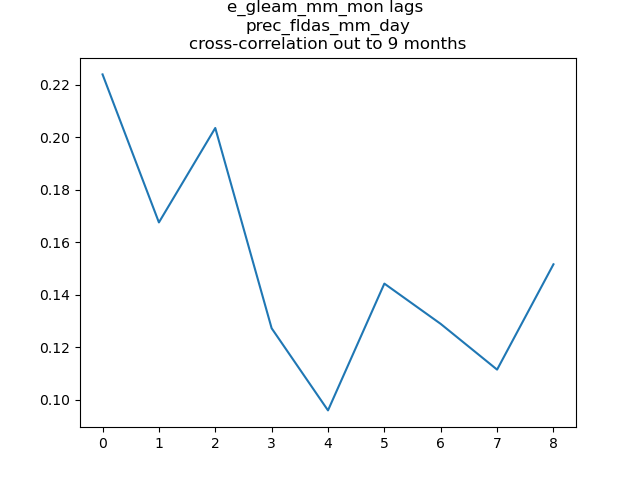 e_gleam_mm_mon lags
prec_fldas_mm_day
cross-correlation out to 9 months
0.22
0.20
0.18
0.16
0.14
0.12
0.10
0 1 2 3 4 5 6 7 8